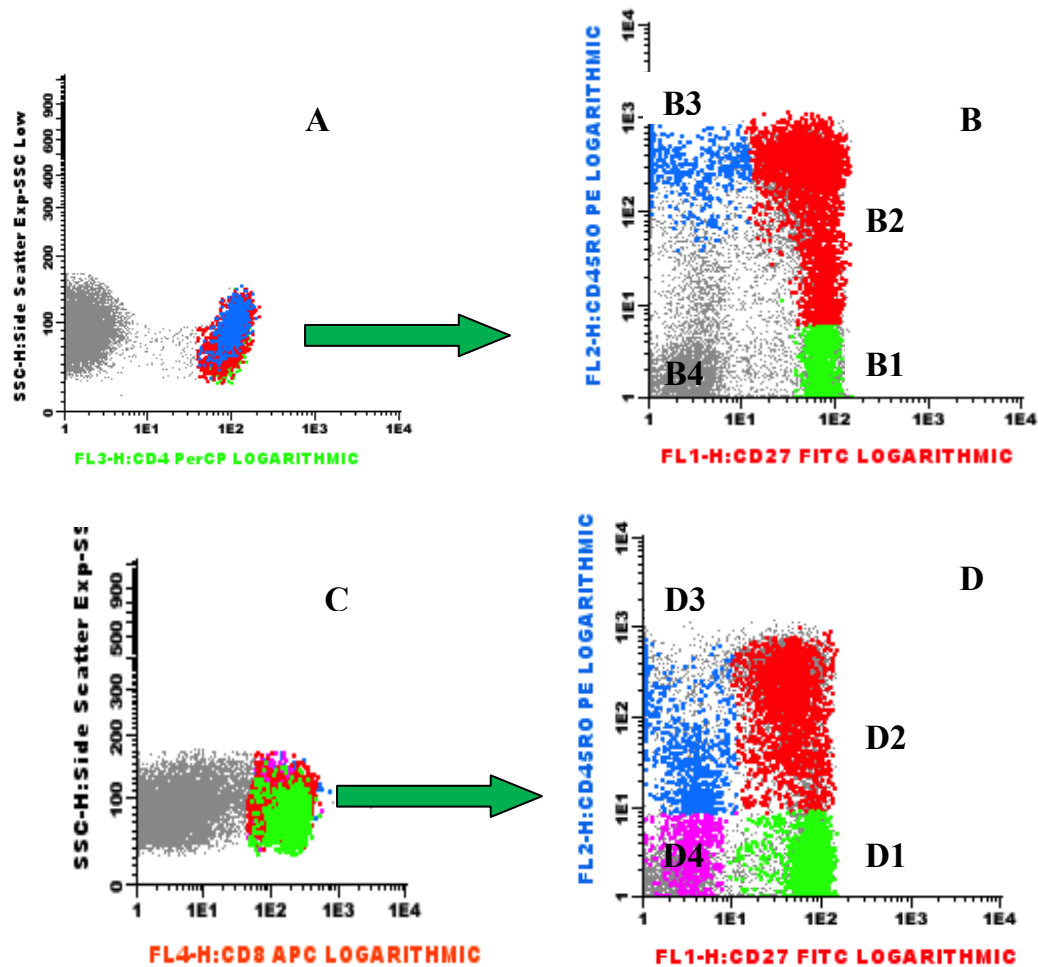 A
SSC-H:Side Scatter Exp-SSC Low
900
600
400
300
200
100
0
1 1E1 1E2 1E3 1E4
FL3-H:CD4 PerCP LOGARITHMIC
B
B3
B2
B1
B4
FL2-H:CD45RO PE LOGARITHMIC
1E4
1E3
1E2
1E1
1
1 1E1 1E2 1E3 1E4
FL1-H:CD27 FITC LOGARITHMIC
C
SSC-H:Side Scatter Exp-SS
900
500
300
200
100
0
1 1E1 1E2 1E3 1E4
FL4-H:CD8 APC LOGARITHMIC
D
D3
D2
D4
D1
FL2-H:CD45RO PE LOGARITHMIC
1E4
1E3
1E2
1E1
1
1 1E1 1E2 1E3 1E4
FL1-H:CD27 FITC LOGARITHMIC